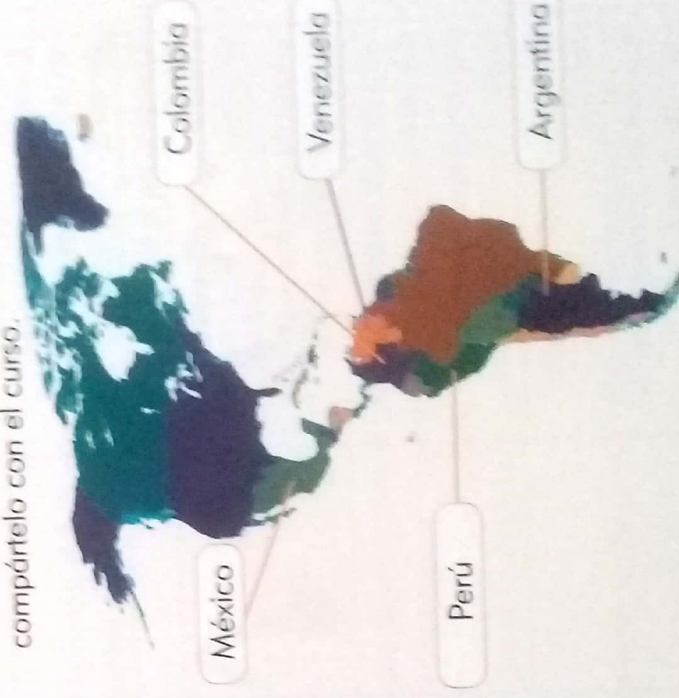 compártelo con el curso.
México
Perú
Colombia
Venezuela
Argentina